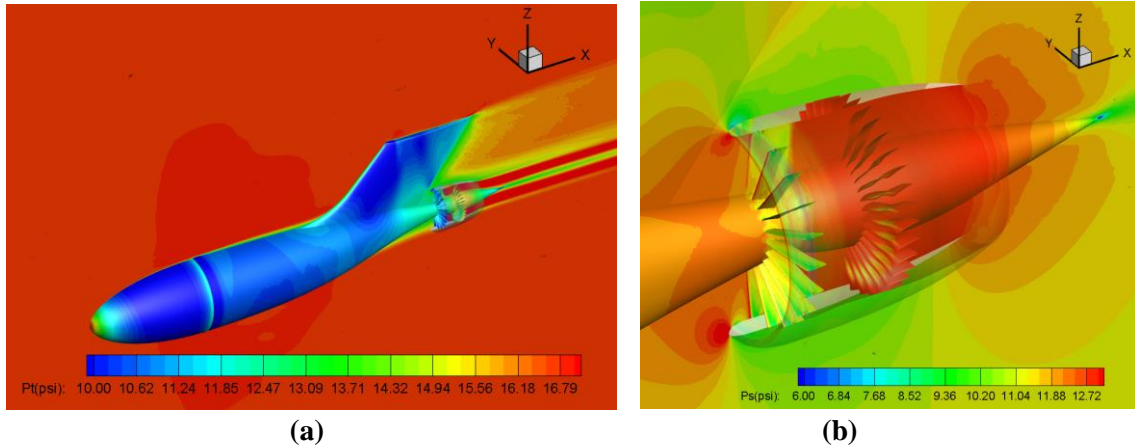 Z
Y
X
Pt(psi): 10.00 10.62 11.24 11.85 12.47 13.09 13.71 14.32 14.94 15.56 16.18 16.79
(a)
Z
Y
X
Ps(psi): 6.00 6.84 7.68 8.52 9.36 10.20 11.04 11.88 12.72
(b)